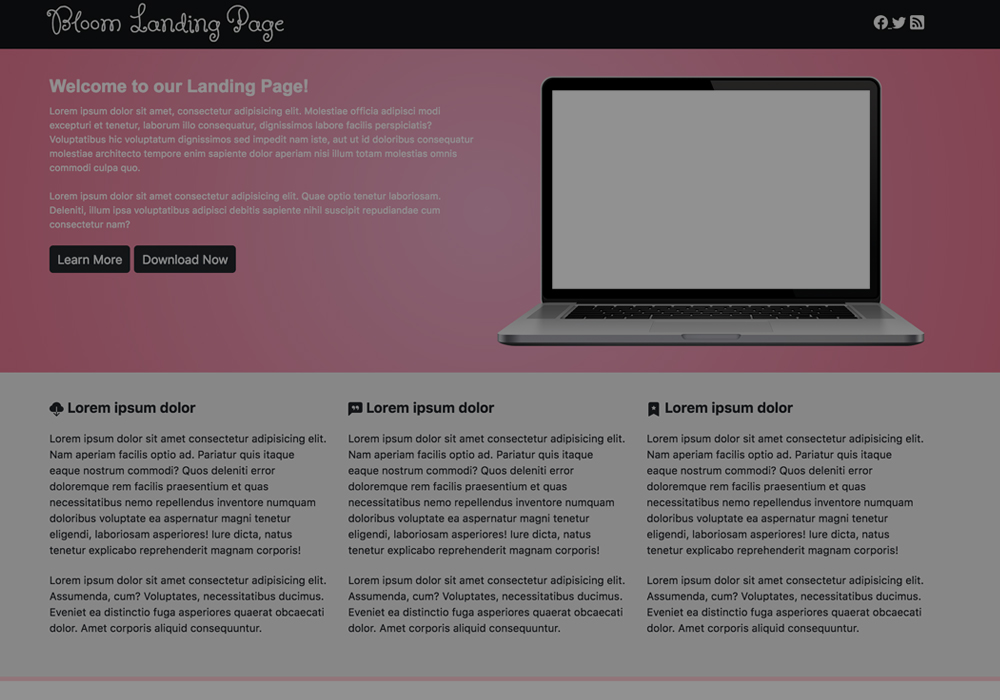 Bloom Landing Page
Welcome to our Landing Page!
Lorem ipsum dolor sit amet, consectetur adipisicing elit. Molestiae officia adipisci modi
excepturi et tenetur, laborum illo consequatur, dignissimos labore facilis perspiciatis?
Voluptatibus hic voluptatum dignissimos sed impedit nam iste, aut ut id doloribus consequatur
molestiae architecto tempore enim sapiente dolor aperiam nisi illum totam molestias omnis
commodi culpa quo.
Lorem ipsum dolor sit amet consectetur adipisicing elit. Quae optio tenetur laboriosam.
Deleniti, illum ipsa voluptatibus adipisci debitis sapiente nihil suscipit repudiandae cum
consectetur nam?
Learn More
Download Now
Lorem ipsum dolor
Lorem ipsum dolor sit amet consectetur adipisicing elit.
Nam aperiam facilis optio ad. Pariatur quis itaque
eaque nostrum commodi? Quos deleniti error
doloremque rem facilis praesentium et quas
necessitatibus nemo repellendus inventore numquam
doloribus voluptate ea aspernatur magni tenetur
eligendi, laboriosam asperiores! Iure dicta, natus
tenetur explicabo reprehenderit magnam corporis!
Lorem ipsum dolor sit amet consectetur adipisicing elit.
Assumenda, cum? Voluptates, necessitatibus ducimus.
Eveniet ea distinctio fuga asperiores quaerat obcaecati
dolor. Amet corporis aliquid consequuntur.
Lorem ipsum dolor
Lorem ipsum dolor sit amet consectetur adipisicing elit.
Nam aperiam facilis optio ad. Pariatur quis itaque
eaque nostrum commodi? Quos deleniti error
doloremque rem facilis praesentium et quas
necessitatibus nemo repellendus inventore numquam
doloribus voluptate ea aspernatur magni tenetur
eligendi, laboriosam asperiores! Iure dicta, natus
tenetur explicabo reprehenderit magnam corporis!
Lorem ipsum dolor sit amet consectetur adipisicing elit.
Assumenda, cum? Voluptates, necessitatibus ducimus.
Eveniet ea distinctio fuga asperiores quaerat obcaecati
dolor. Amet corporis aliquid consequuntur.
Lorem ipsum dolor
Lorem ipsum dolor sit amet consectetur adipisicing elit.
Nam aperiam facilis optio ad. Pariatur quis itaque
eaque nostrum commodi? Quos deleniti error
doloremque rem facilis praesentium et quas
necessitatibus nemo repellendus inventore numquam
doloribus voluptate ea aspernatur magni tenetur
eligendi, laboriosam asperiores! Iure dicta, natus
tenetur explicabo reprehenderit magnam corporis!
Lorem ipsum dolor sit amet consectetur adipisicing elit.
Assumenda, cum? Voluptates, necessitatibus ducimus.
Eveniet ea distinctio fuga asperiores quaerat obcaecati
dolor. Amet corporis aliquid consequuntur.